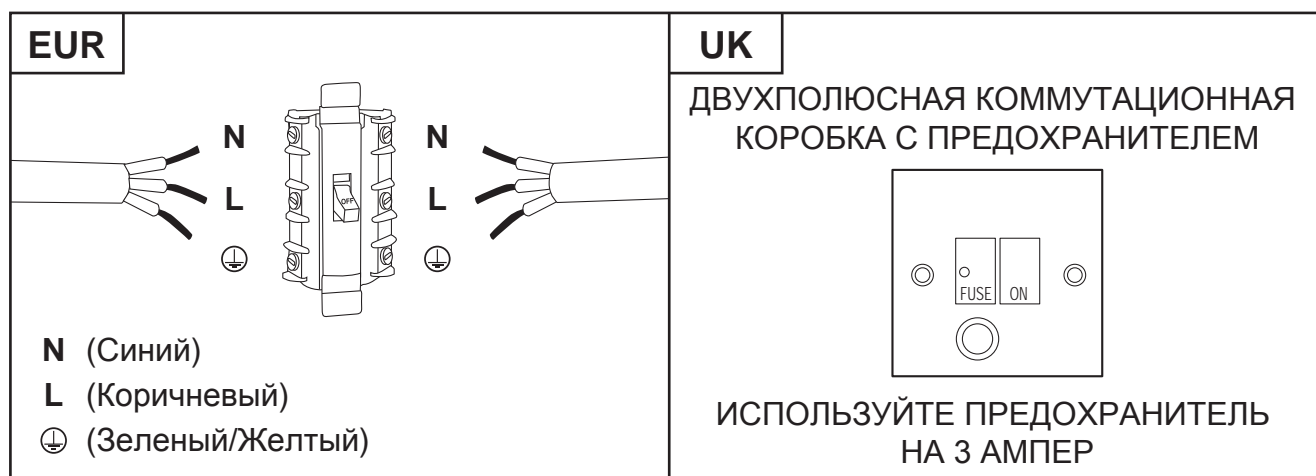 EUR
N
L
OFF
N
L
N (Синий)
L (Коричневый)
(Зеленый/Желтый)
UK
ДВУХПОЛЮСНАЯ КОММУТАЦИОННАЯ
КОРОБКА С ПРЕДОХРАНИТЕЛЕМ
FUSE
ON
ИСПОЛЬЗУЙТЕ ПРЕДОХРАНИТЕЛЬ
НА 3 АМПЕР